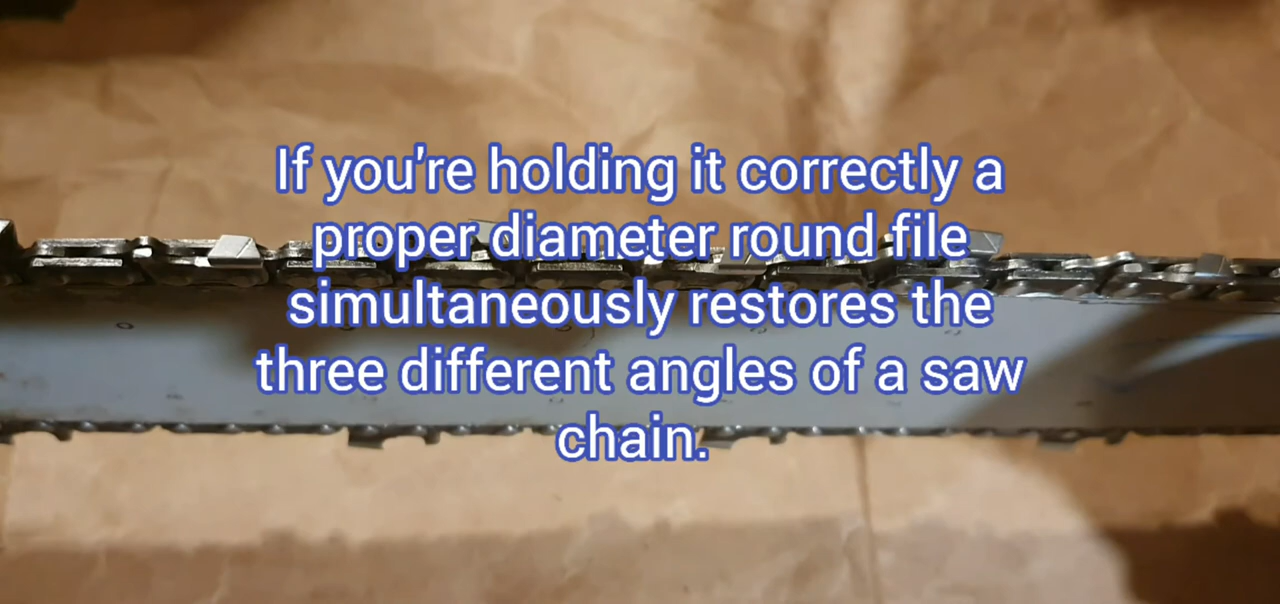 If you're holding it correctly a
proper diameter round file
simultaneously restores the
three different angles of a saw
chain.